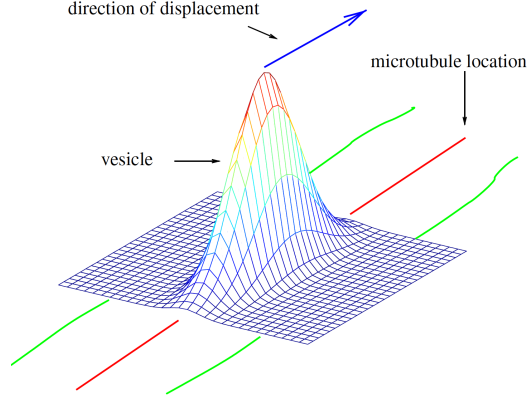 direction of displacement
microtubule location
vesicle